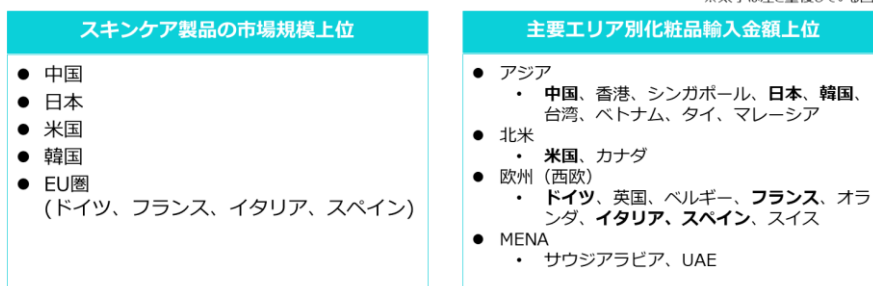 スキンケア製品の市場規模上位
● 中国
● 日本
● 米国
● 韓国
● EU圏
(ドイツ、フランス、イタリア、スペイン)
主要エリア別化粧品輸入金額上位
● アジア
・ 中国、香港、シンガポール、日本、韓国、
台湾、ベトナム、タイ、マレーシア
● 北米
・ 米国、カナダ
● 欧州（西欧）
・ ドイツ、英国、ベルギー、フランス、オラ
ンダ、イタリア、スペイン、スイス
● MENA
・ サウジアラビア、UAE